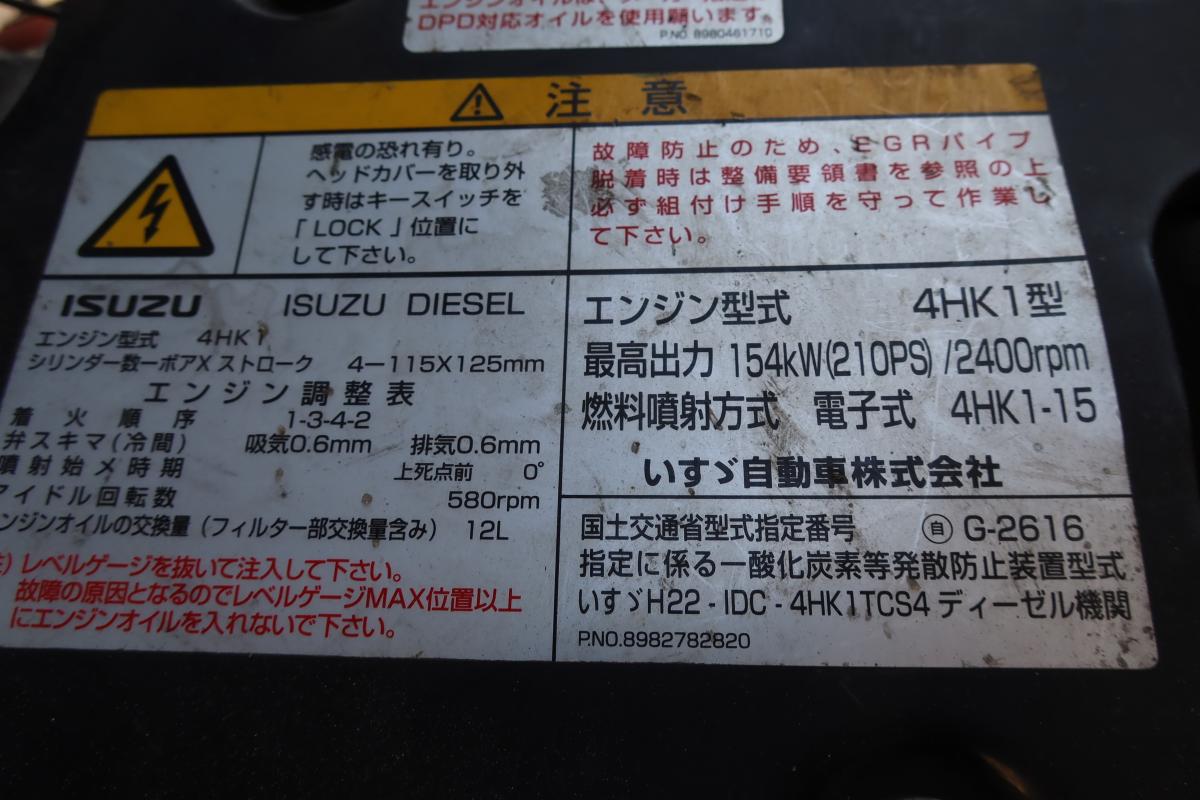 エンジンオイルは、
DPD対応オイルを使用願います。
P.NO. 8980461710
注意
感電の恐れ有り。
ヘッドカバーを取り外
す時はキースイッチを
「LOCK」位置に
して下さい。
故障防止のため、EGRパイプ
脱着時は整備要領書を参照の上
必ず組付け手順を守って作業し
て下さい。
ISUZU ISUZU DIESEL
エンジン型式 4HK1
シリンダー数ーボアX ストローク 4－115X125mm
エンジン調整表
着火順序 1-3-4-2
弁スキマ(冷間) 吸気0.6mm 排気0.6mm
噴射始メ時期 上死点前 0°
アイドル回転数 580rpm
エンジンオイルの交換量(フィルター部交換量含み) 12L
注)レベルゲージを抜いて注入して下さい。
故障の原因となるのでレベルゲージMAX位置以上
にエンジンオイルを入れないで下さい。
エンジン型式 4HK1型
最高出力 154kW(210PS)/2400rpm
燃料噴射方式 電子式 4HK1-15
いすゞ自動車株式会社
国土交通省型式指定番号 ㉂ G-2616
指定に係る一酸化炭素等発散防止装置型式
いすゞH22 - IDC - 4HK1TCS4 ディーゼル機関
P.NO.8982782820